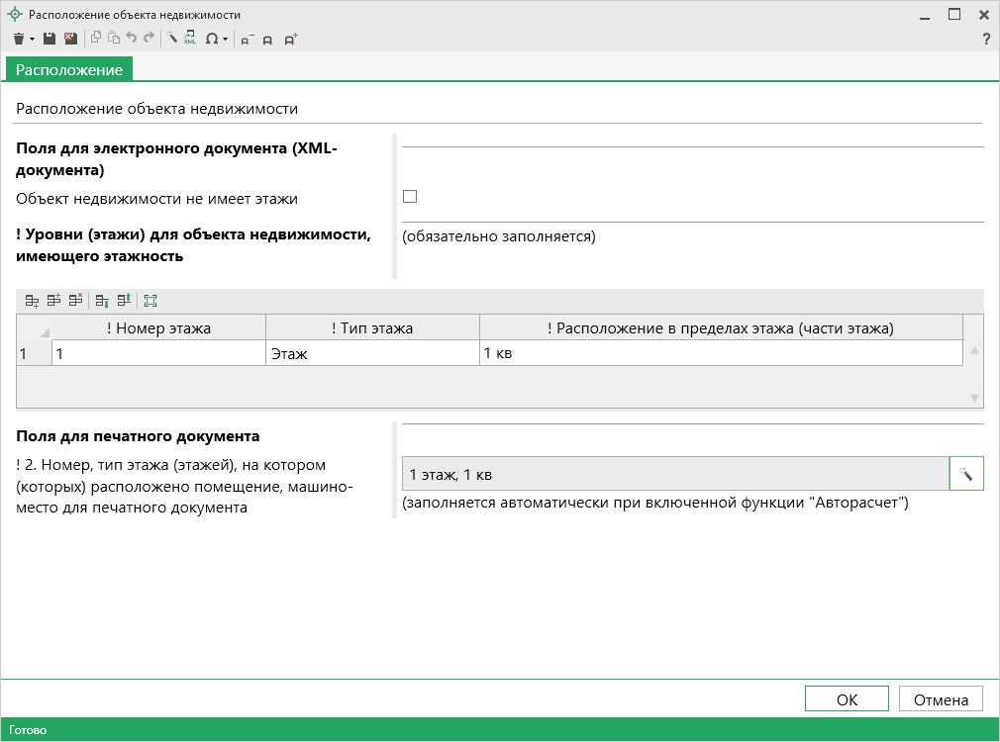 Расположение объекта недвижимости
XML
Ω
?
Расположение
Расположение объекта недвижимости
Поля для электронного документа (XML-
документа)
Объект недвижимости не имеет этажи
! Уровни (этажи) для объекта недвижимости,
имеющего этажность
(обязательно заполняется)
! Номер этажа ! Тип этажа ! Расположение в пределах этажа (части этажа)
1 1 Этаж 1 кв
Поля для печатного документа
! 2. Номер, тип этажа (этажей), на котором
(которых) расположено помещение, машино-
место для печатного документа
1 этаж, 1 кв
(заполняется автоматически при включенной функции "Авторасчет")
ОК Отмена
Готово